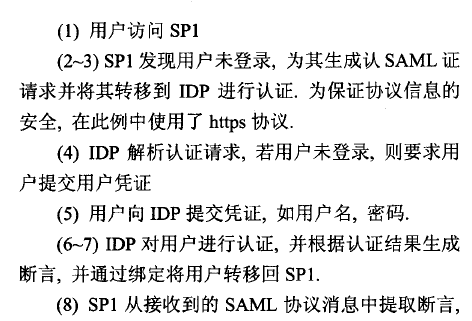 (1) 用户访问 SP1
(2~3) SP1 发现用户未登录, 为其生成认 SAML 证
请求并将其转移到 IDP 进行认证. 为保证协议信息的
安全, 在此例中使用了 https 协议.
(4) IDP 解析认证请求, 若用户未登录, 则要求用
户提交用户凭证
(5) 用户向 IDP 提交凭证, 如用户名, 密码.
(6~7) IDP 对用户进行认证, 并根据认证结果生成
断言, 并通过绑定将用户转移回 SP1.
(8) SP1 从接收到的 SAML 协议消息中提取断言,